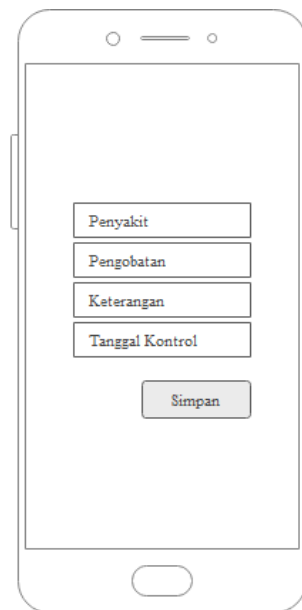 Penyakit
Pengobatan
Keterangan
Tanggal Kontrol
Simpan